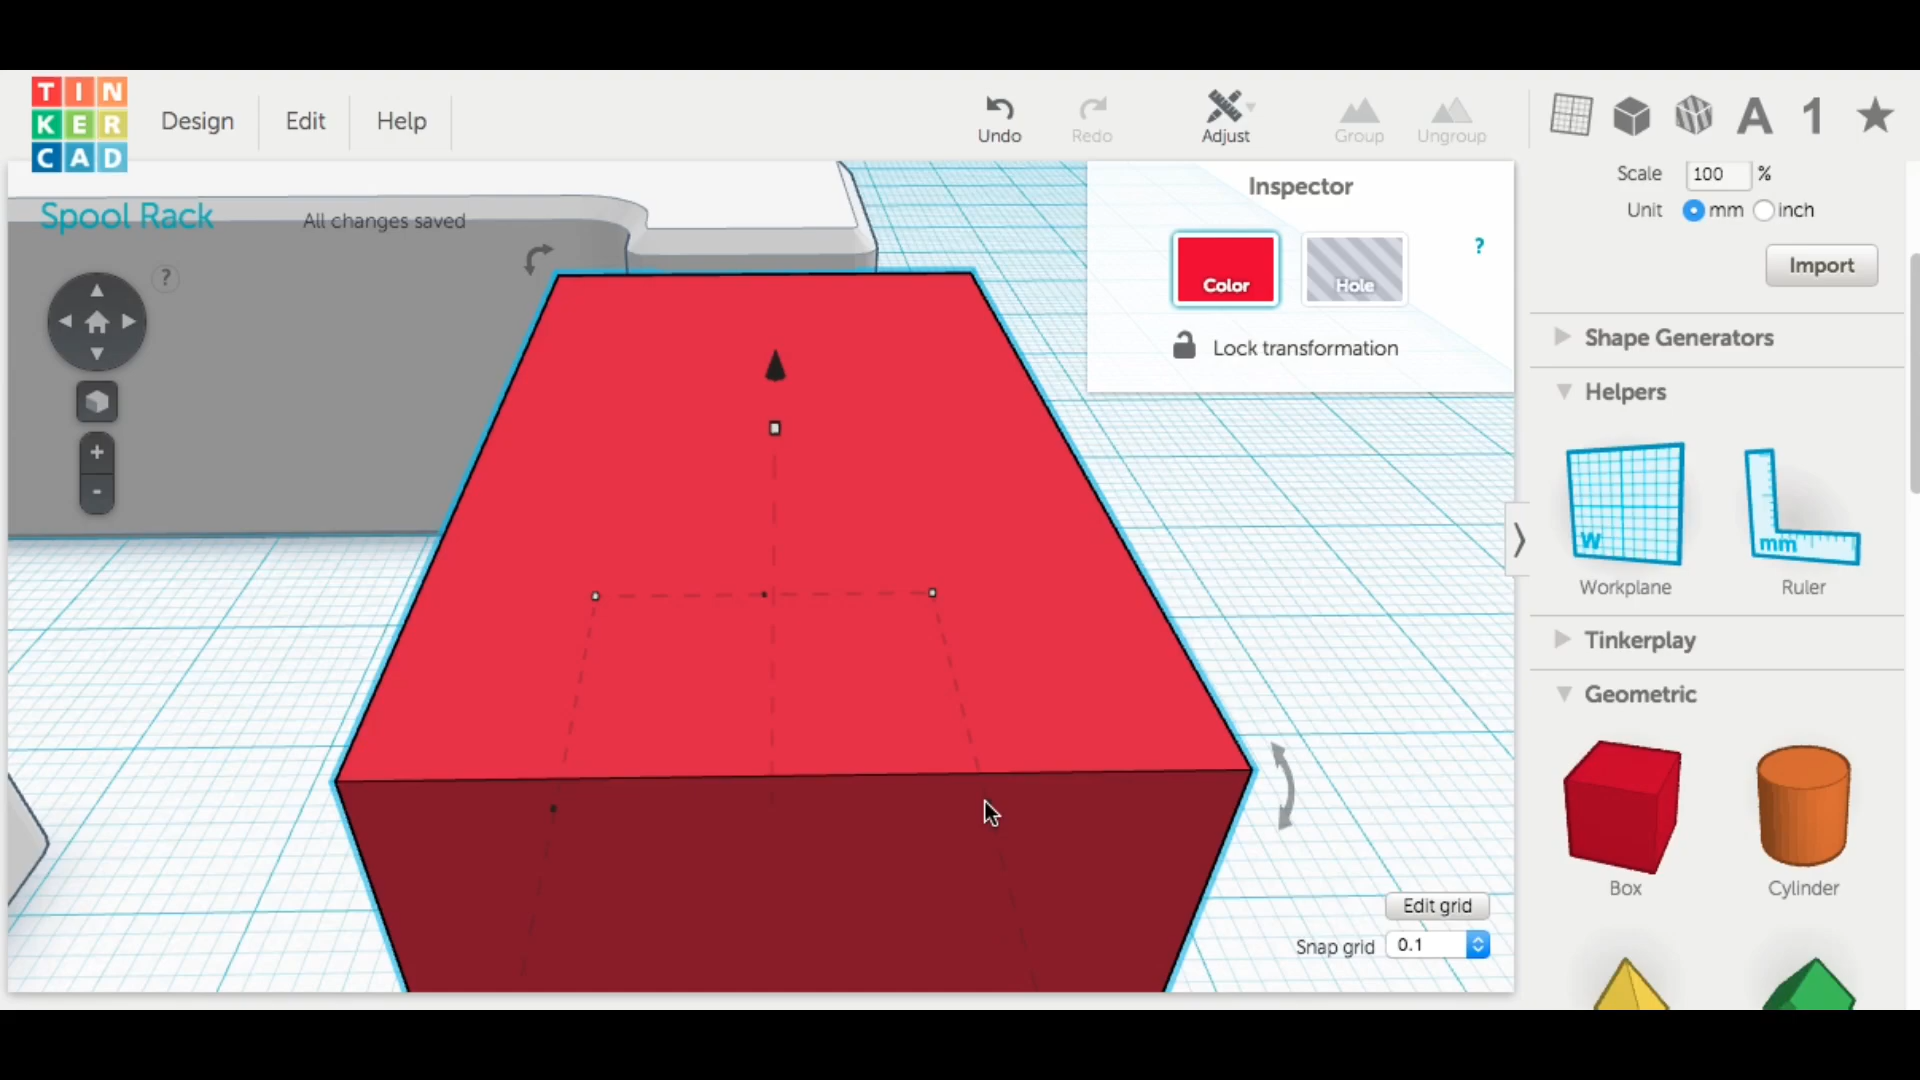 TIN
KER
CAD
Design
Edit
Help
Undo
Redo
Adjust
Group
Ungroup
A
1
Spool Rack
All changes saved
?
Inspector
Color
Hole
?
Lock transformation
Scale 100 %
Unit mm inch
Import
Shape Generators
Helpers
W
mm
Workplane
Ruler
Tinkerplay
Geometric
Box
Cylinder
+
-
Edit grid
Snap grid 0.1